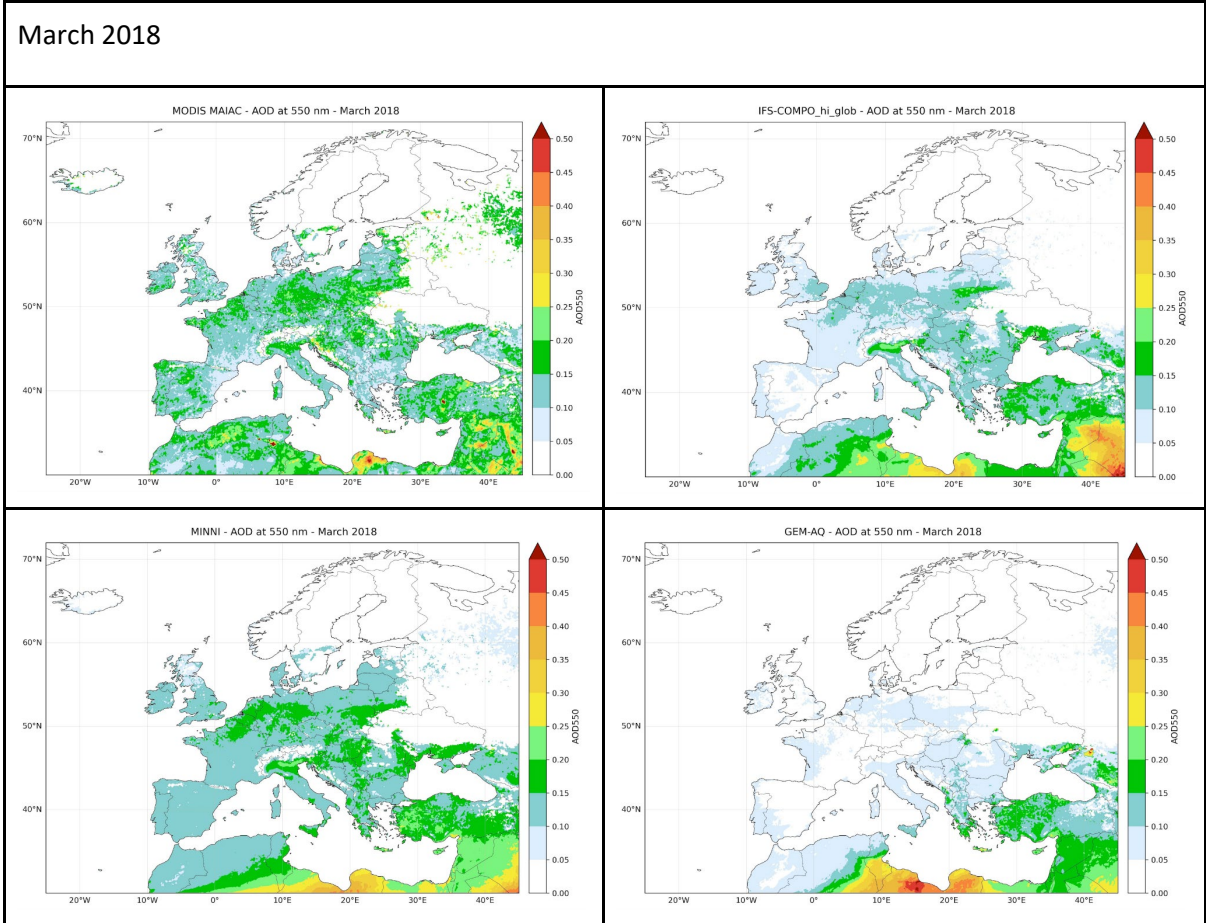 March 2018
MODIS MAIAC - AOD at 550 nm - March 2018
70°N
60°N
50°N
40°N
20°W 10°W 0° 10°E 20°E 30°E 40°E
0.50
0.45
0.40
0.35
0.30
0.25
0.20
0.15
0.10
0.05
0.00
AOD550
IFS-COMPO_hi_glob - AOD at 550 nm - March 2018
70°N
60°N
50°N
40°N
20°W 10°W 0° 10°E 20°E 30°E 40°E
0.50
0.45
0.40
0.35
0.30
0.25
0.20
0.15
0.10
0.05
0.00
AOD550
MINNI - AOD at 550 nm - March 2018
70°N
60°N
50°N
40°N
20°W 10°W 0° 10°E 20°E 30°E 40°E
0.50
0.45
0.40
0.35
0.30
0.25
0.20
0.15
0.10
0.05
0.00
AOD550
GEM-AQ - AOD at 550 nm - March 2018
70°N
60°N
50°N
40°N
20°W 10°W 0° 10°E 20°E 30°E 40°E
0.50
0.45
0.40
0.35
0.30
0.25
0.20
0.15
0.10
0.05
0.00
AOD550